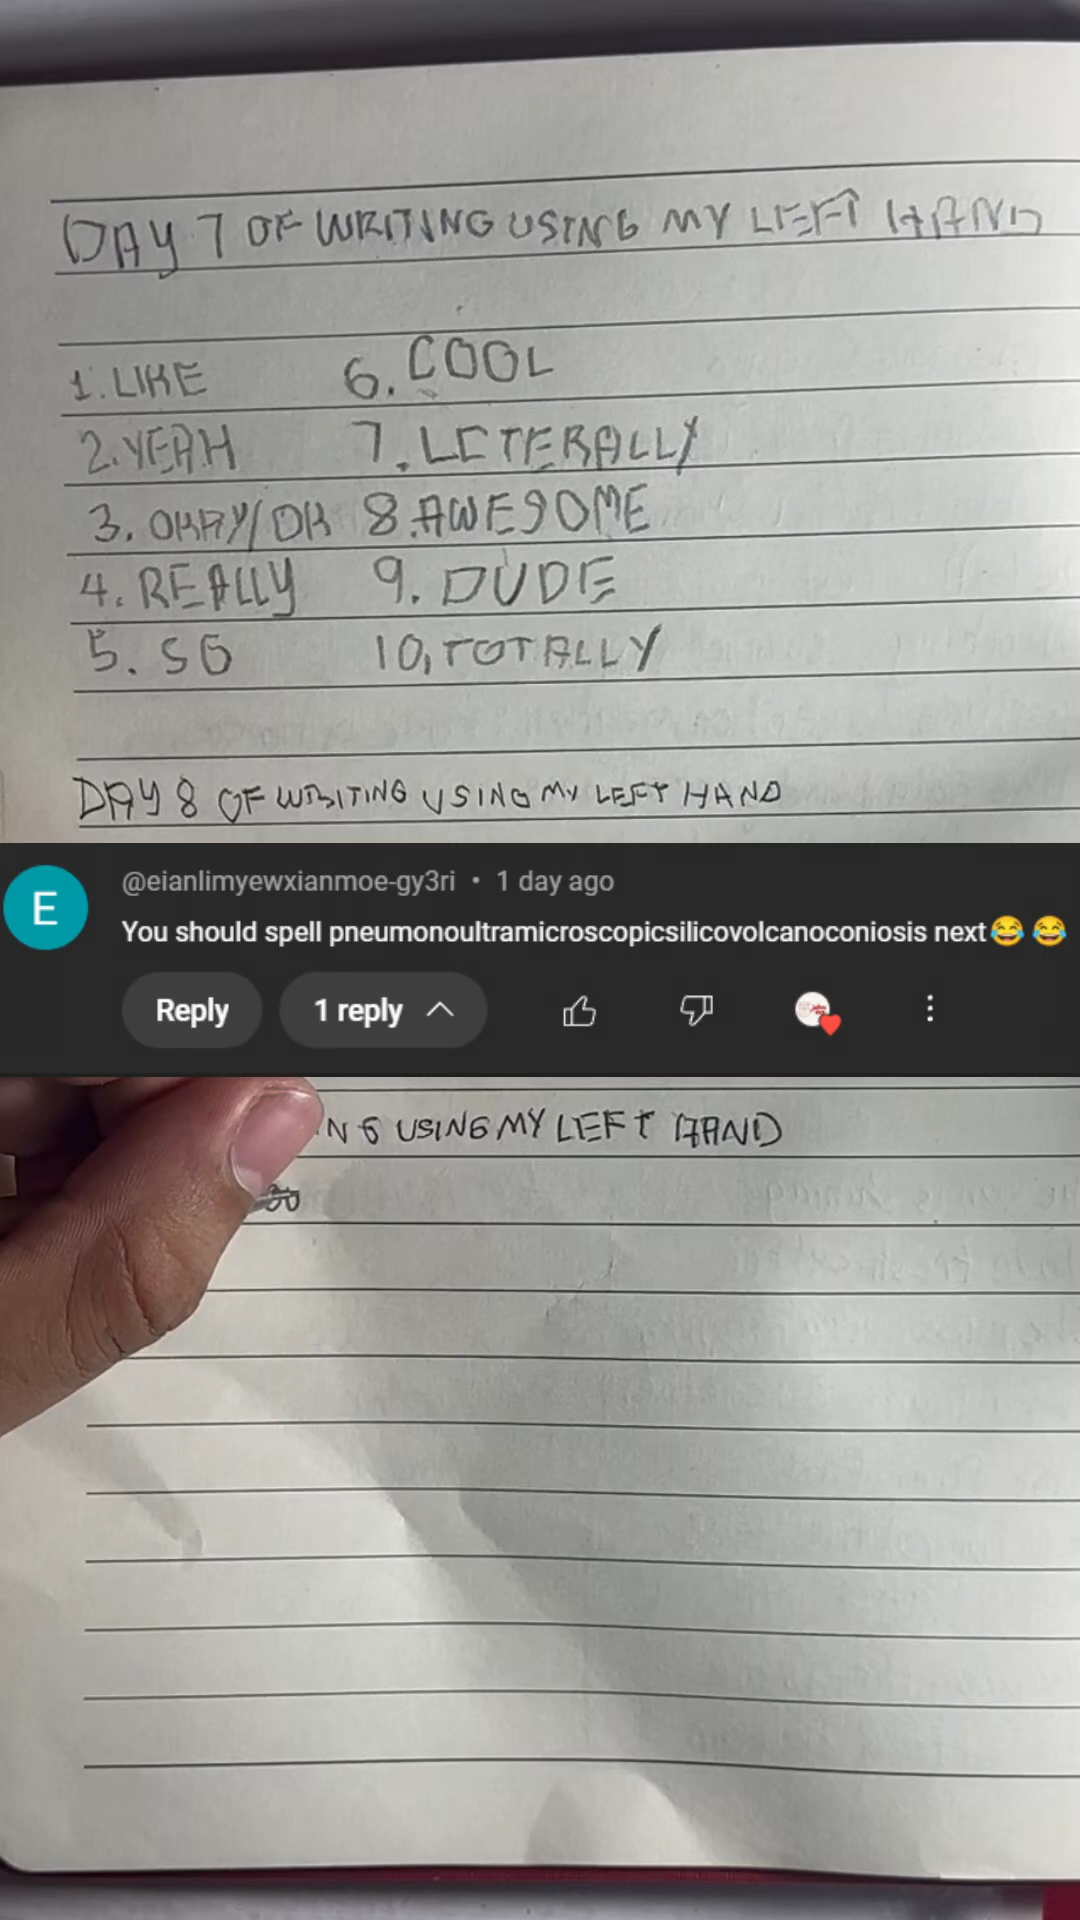 DAY 7 OF WRITING USING MY LEFT HAND
1. LIKE 6. COOL
2. YEAH 7. LITERALLY
3. OKAY/OK 8. AWESOME
4. REALLY 9. DUDE
5. SO 10. TOTALLY
DAY 8 OF WRITING USING MY LEFT HAND
E
@eianlimyewxianmoe-gy3ri • 1 day ago
You should spell pneumonoultramicroscopicsilicovolcanoconiosis next😂 😂
Reply 1 reply
NG USING MY LEFT HAND